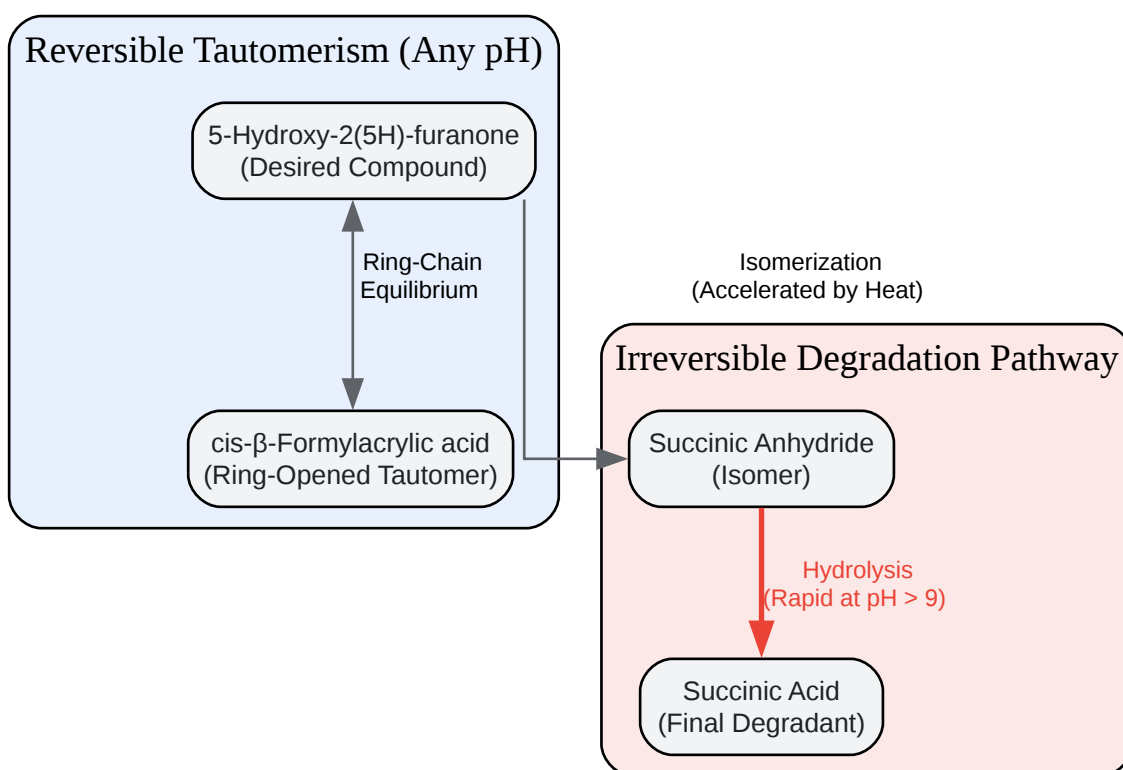 Reversible Tautomerism (Any pH)
5-Hydroxy-2(5H)-furanone
(Desired Compound)
Ring-Chain
Equilibrium
cis-β-Formylacrylic acid
(Ring-Opened Tautomer)
Isomerization
(Accelerated by Heat)
Irreversible Degradation Pathway
Succinic Anhydride
(Isomer)
Hydrolysis
(Rapid at pH > 9)
Succinic Acid
(Final Degradant)